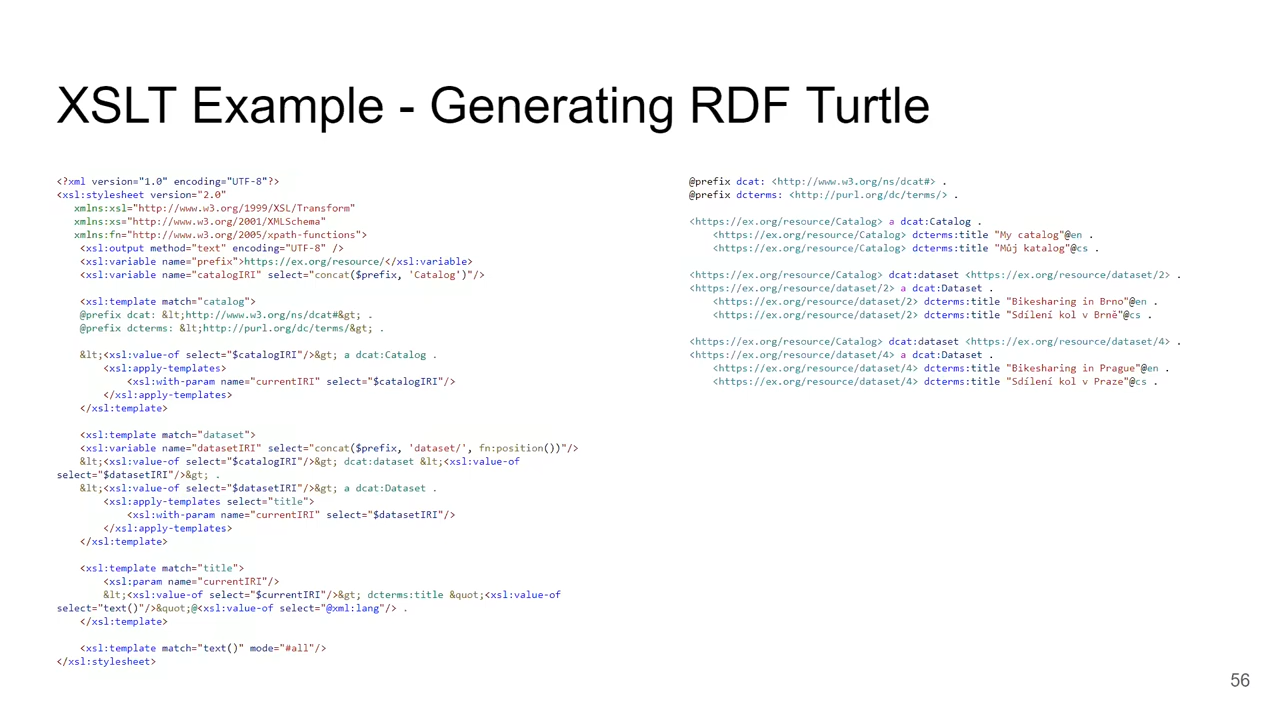 XSLT Example - Generating RDF Turtle
<?xml version="1.0" encoding="UTF-8"?>
<xsl:stylesheet version="2.0"
xmlns:xsl="http://www.w3.org/1999/XSL/Transform"
xmlns:xs="http://www.w3.org/2001/XMLSchema"
xmlns:fn="http://www.w3.org/2005/xpath-functions">
<xsl:output method="text" encoding="UTF-8" />
<xsl:variable name="prefix">https://ex.org/resource/</xsl:variable>
<xsl:variable name="catalogIRI" select="concat($prefix, 'Catalog')"/>
<xsl:template match="catalog">
@prefix dcat: &lt;http://www.w3.org/ns/dcat#&gt; .
@prefix dcterms: &lt;http://purl.org/dc/terms/&gt; .
&lt;<xsl:value-of select="$catalogIRI"/>&gt; a dcat:Catalog .
<xsl:apply-templates>
<xsl:with-param name="currentIRI" select="$catalogIRI"/>
</xsl:apply-templates>
</xsl:template>
<xsl:template match="dataset">
<xsl:variable name="datasetIRI" select="concat($prefix, 'dataset/', fn:position())"/>
&lt;<xsl:value-of select="$catalogIRI"/>&gt; dcat:dataset &lt;<xsl:value-of
select="$datasetIRI"/>&gt; .
&lt;<xsl:value-of select="$datasetIRI"/>&gt; a dcat:Dataset .
<xsl:apply-templates select="title">
<xsl:with-param name="currentIRI" select="$datasetIRI"/>
</xsl:apply-templates>
</xsl:template>
<xsl:template match="title">
<xsl:param name="currentIRI"/>
&lt;<xsl:value-of select="$currentIRI"/>&gt; dcterms:title &quot;<xsl:value-of
select="text()"/>&quot;@<xsl:value-of select="@xml:lang"/> .
</xsl:template>
<xsl:template match="text()" mode="#all"/>
</xsl:stylesheet>
@prefix dcat: <http://www.w3.org/ns/dcat#> .
@prefix dcterms: <http://purl.org/dc/terms/> .
<https://ex.org/resource/Catalog> a dcat:Catalog .
<https://ex.org/resource/Catalog> dcterms:title "My catalog"@en .
<https://ex.org/resource/Catalog> dcterms:title "Můj katalog"@cs .
<https://ex.org/resource/Catalog> dcat:dataset <https://ex.org/resource/dataset/2> .
<https://ex.org/resource/dataset/2> a dcat:Dataset .
<https://ex.org/resource/dataset/2> dcterms:title "Bikesharing in Brno"@en .
<https://ex.org/resource/dataset/2> dcterms:title "Sdílení kol v Brně"@cs .
<https://ex.org/resource/Catalog> dcat:dataset <https://ex.org/resource/dataset/4> .
<https://ex.org/resource/dataset/4> a dcat:Dataset .
<https://ex.org/resource/dataset/4> dcterms:title "Bikesharing in Prague"@en .
<https://ex.org/resource/dataset/4> dcterms:title "Sdílení kol v Praze"@cs .
56